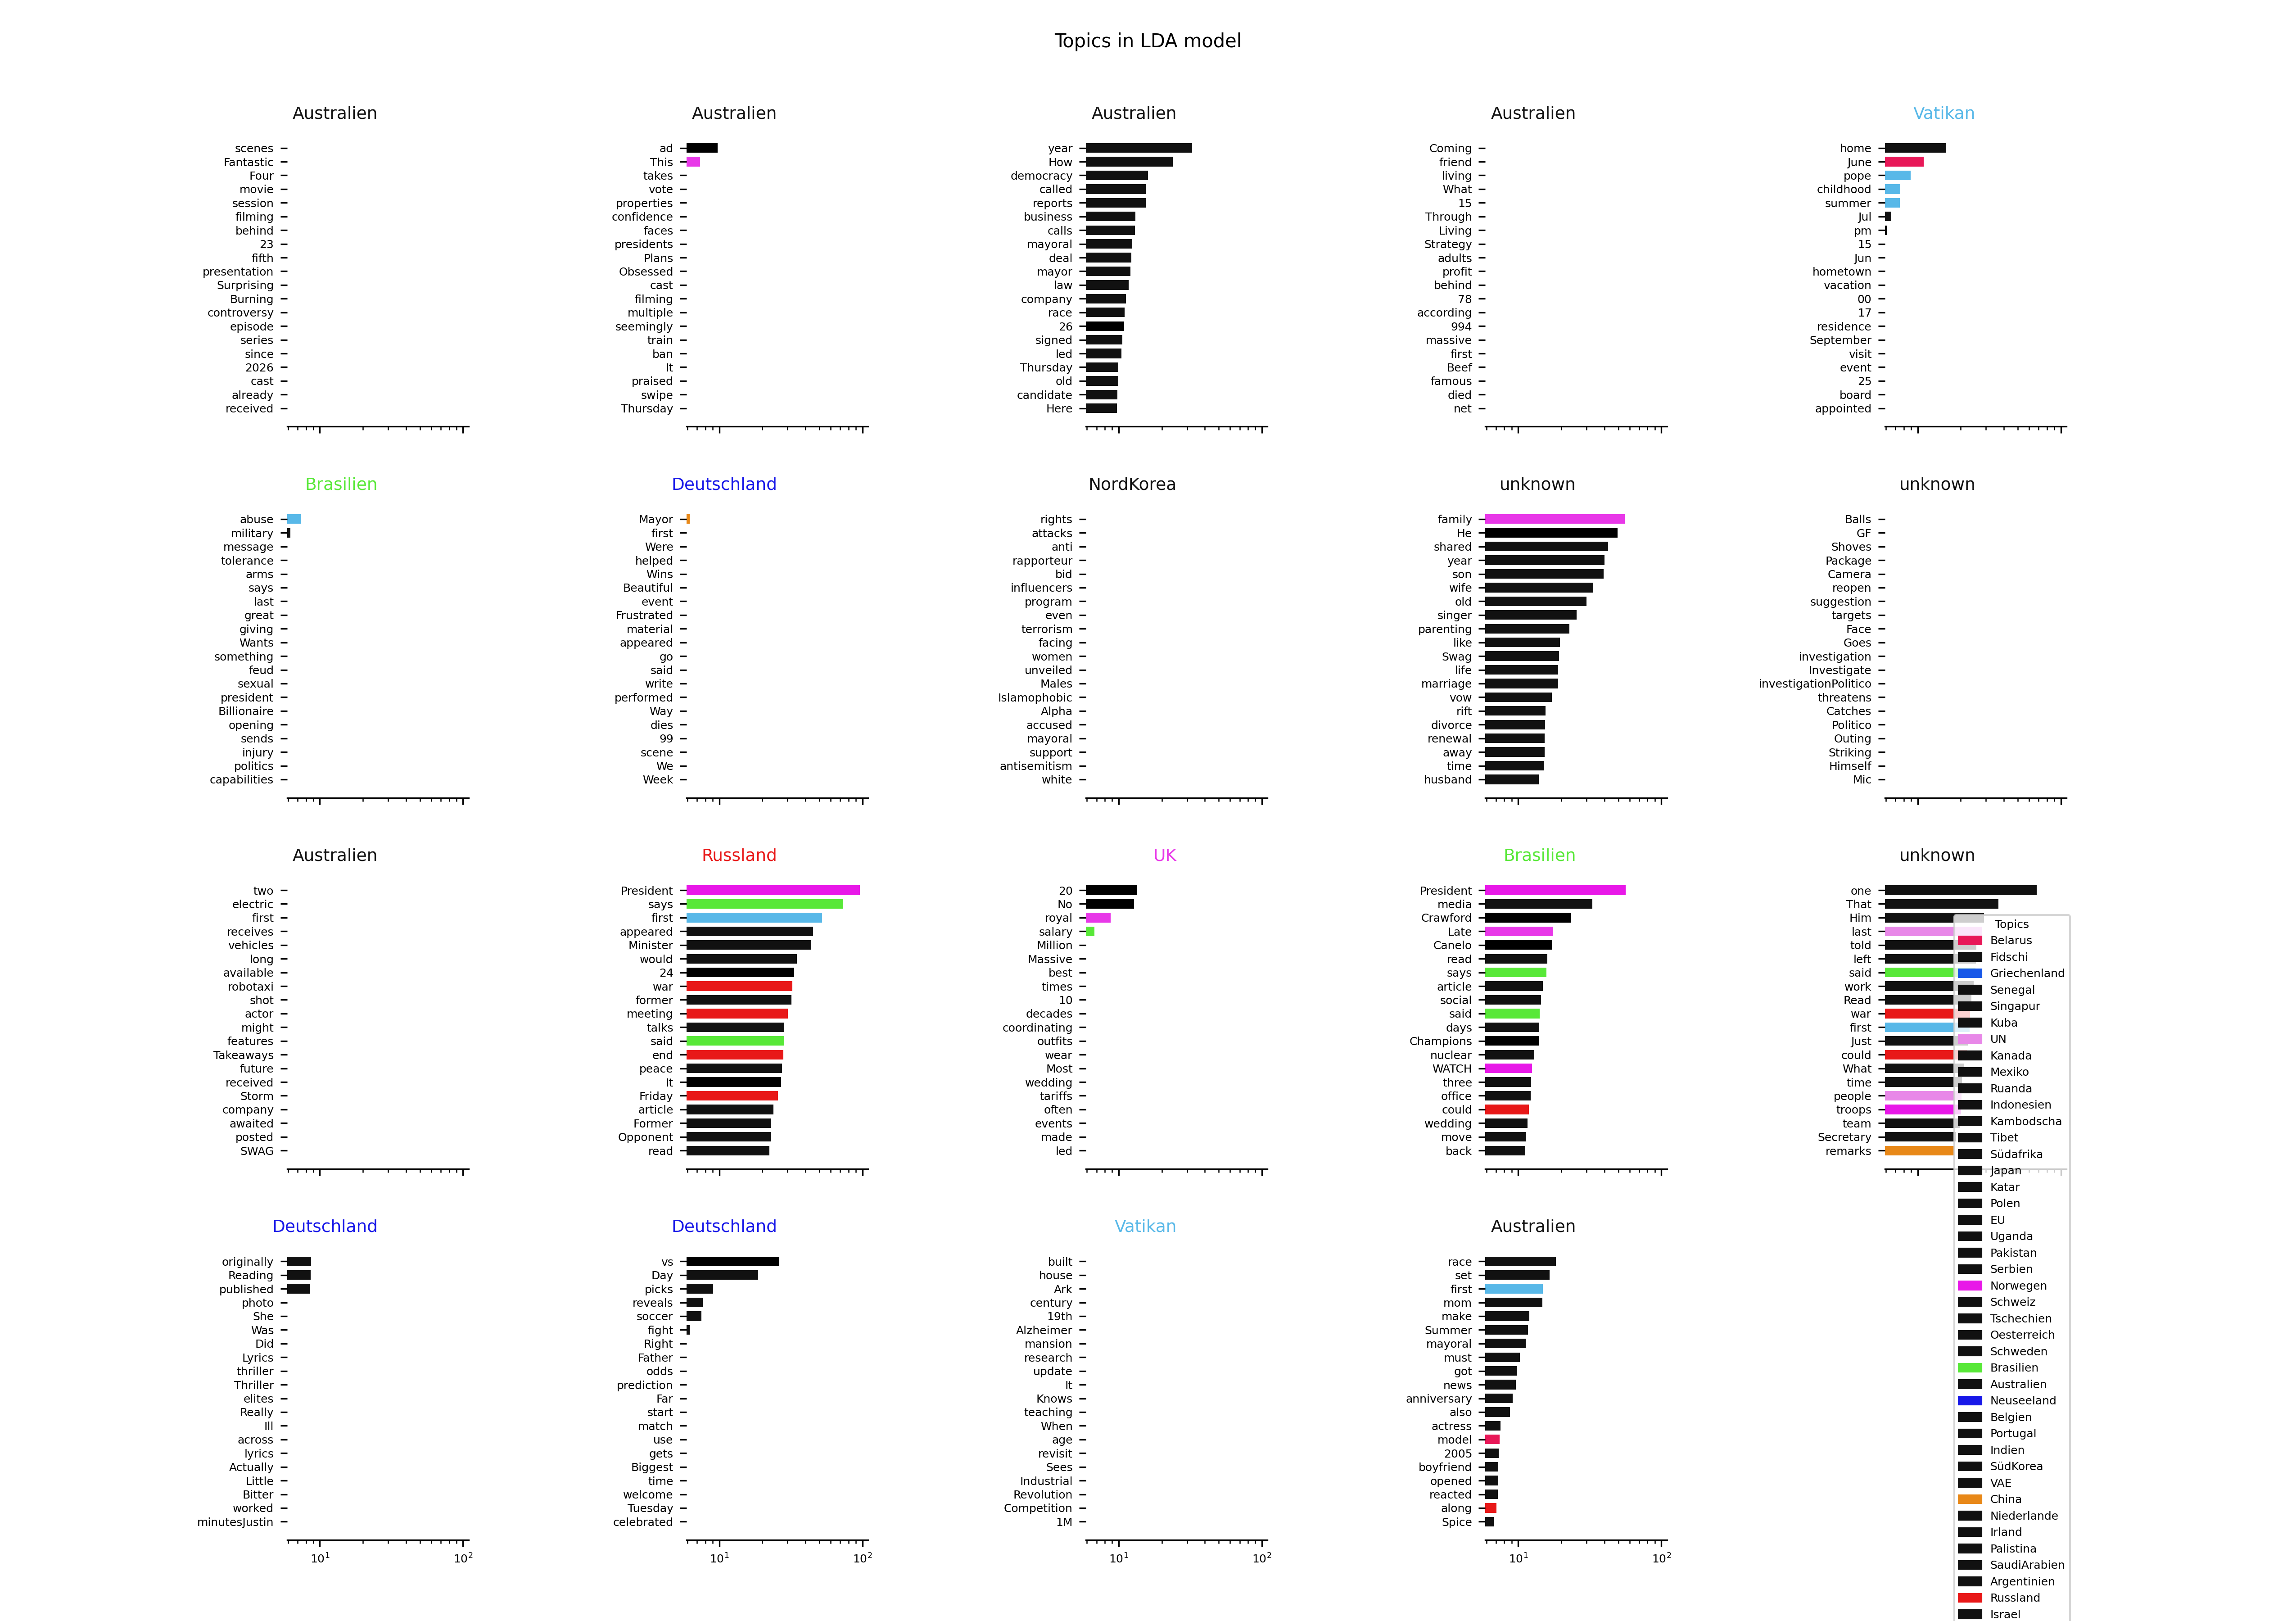 Topics in LDA model
Australien
scenes
Fantastic
Four
movie
session
filming
behind
23
fifth
presentation
Surprising
Burning
controversy
episode
series
since
2026
cast
already
received
Australien
ad
This
takes
vote
properties
confidence
faces
presidents
Plans
Obsessed
cast
filming
multiple
seemingly
train
ban
It
praised
swipe
Thursday
Australien
year
How
democracy
called
reports
business
calls
mayoral
deal
mayor
law
company
race
26
signed
led
Thursday
old
candidate
Here
Australien
Coming
friend
living
What
15
Through
Living
Strategy
adults
profit
behind
78
according
994
massive
first
Beef
famous
died
net
Vatikan
home
June
pope
childhood
summer
Jul
pm
15
Jun
hometown
vacation
00
17
residence
September
visit
event
25
board
appointed
Brasilien
abuse
military
message
tolerance
arms
says
last
great
giving
Wants
something
feud
sexual
president
Billionaire
opening
sends
injury
politics
capabilities
Deutschland
Mayor
first
Were
helped
Wins
Beautiful
event
Frustrated
material
appeared
go
said
write
performed
Way
dies
99
scene
We
Week
NordKorea
rights
attacks
anti
rapporteur
bid
influencers
program
even
terrorism
facing
women
unveiled
Males
Islamophobic
Alpha
accused
mayoral
support
antisemitism
white
unknown
family
He
shared
year
son
wife
old
singer
parenting
like
Swag
life
marriage
vow
rift
divorce
renewal
away
time
husband
unknown
Balls
GF
Shoves
Package
Camera
reopen
suggestion
targets
Face
Goes
investigation
Investigate
investigationPolitico
threatens
Catches
Politico
Outing
Striking
Himself
Mic
Australien
two
electric
first
receives
vehicles
long
available
robotaxi
shot
actor
might
features
Takeaways
future
received
Storm
company
awaited
posted
SWAG
Russland
President
says
first
appeared
Minister
would
24
war
former
meeting
talks
said
end
peace
It
Friday
article
Former
Opponent
read
UK
20
No
royal
salary
Million
Massive
best
times
10
decades
coordinating
outfits
wear
Most
wedding
tariffs
often
events
made
led
Brasilien
President
media
Crawford
Late
Canelo
read
says
article
social
said
days
Champions
nuclear
WATCH
three
office
could
wedding
move
back
unknown
one
That
Him
last
told
left
said
work
Read
war
first
Just
could
What
time
people
troops
team
Secretary
remarks
Deutschland
originally
Reading
published
photo
She
Was
Did
Lyrics
thriller
Thriller
elites
Really
Ill
across
lyrics
Actually
Little
Bitter
worked
minutesJustin
10¹ 10²
Deutschland
vs
Day
picks
reveals
soccer
fight
Right
Father
odds
prediction
Far
start
match
use
gets
Biggest
time
welcome
Tuesday
celebrated
10¹ 10²
Vatikan
built
house
Ark
century
19th
Alzheimer
mansion
research
update
It
Knows
teaching
When
age
revisit
Sees
Industrial
Revolution
Competition
1M
10¹ 10²
Australien
race
set
first
mom
make
Summer
mayoral
must
got
news
anniversary
also
actress
model
2005
boyfriend
opened
reacted
along
Spice
10¹ 10²
Topics
Belarus
Fidschi
Griechenland
Senegal
Singapur
Kuba
UN
Kanada
Mexiko
Ruanda
Indonesien
Kambodscha
Tibet
Südafrika
Japan
Katar
Polen
EU
Uganda
Pakistan
Serbien
Norwegen
Schweiz
Tschechien
Oesterreich
Schweden
Brasilien
Australien
Neuseeland
Belgien
Portugal
Indien
SüdKorea
VAE
China
Niederlande
Irland
Palistina
SaudiArabien
Argentinien
Russland
Israel